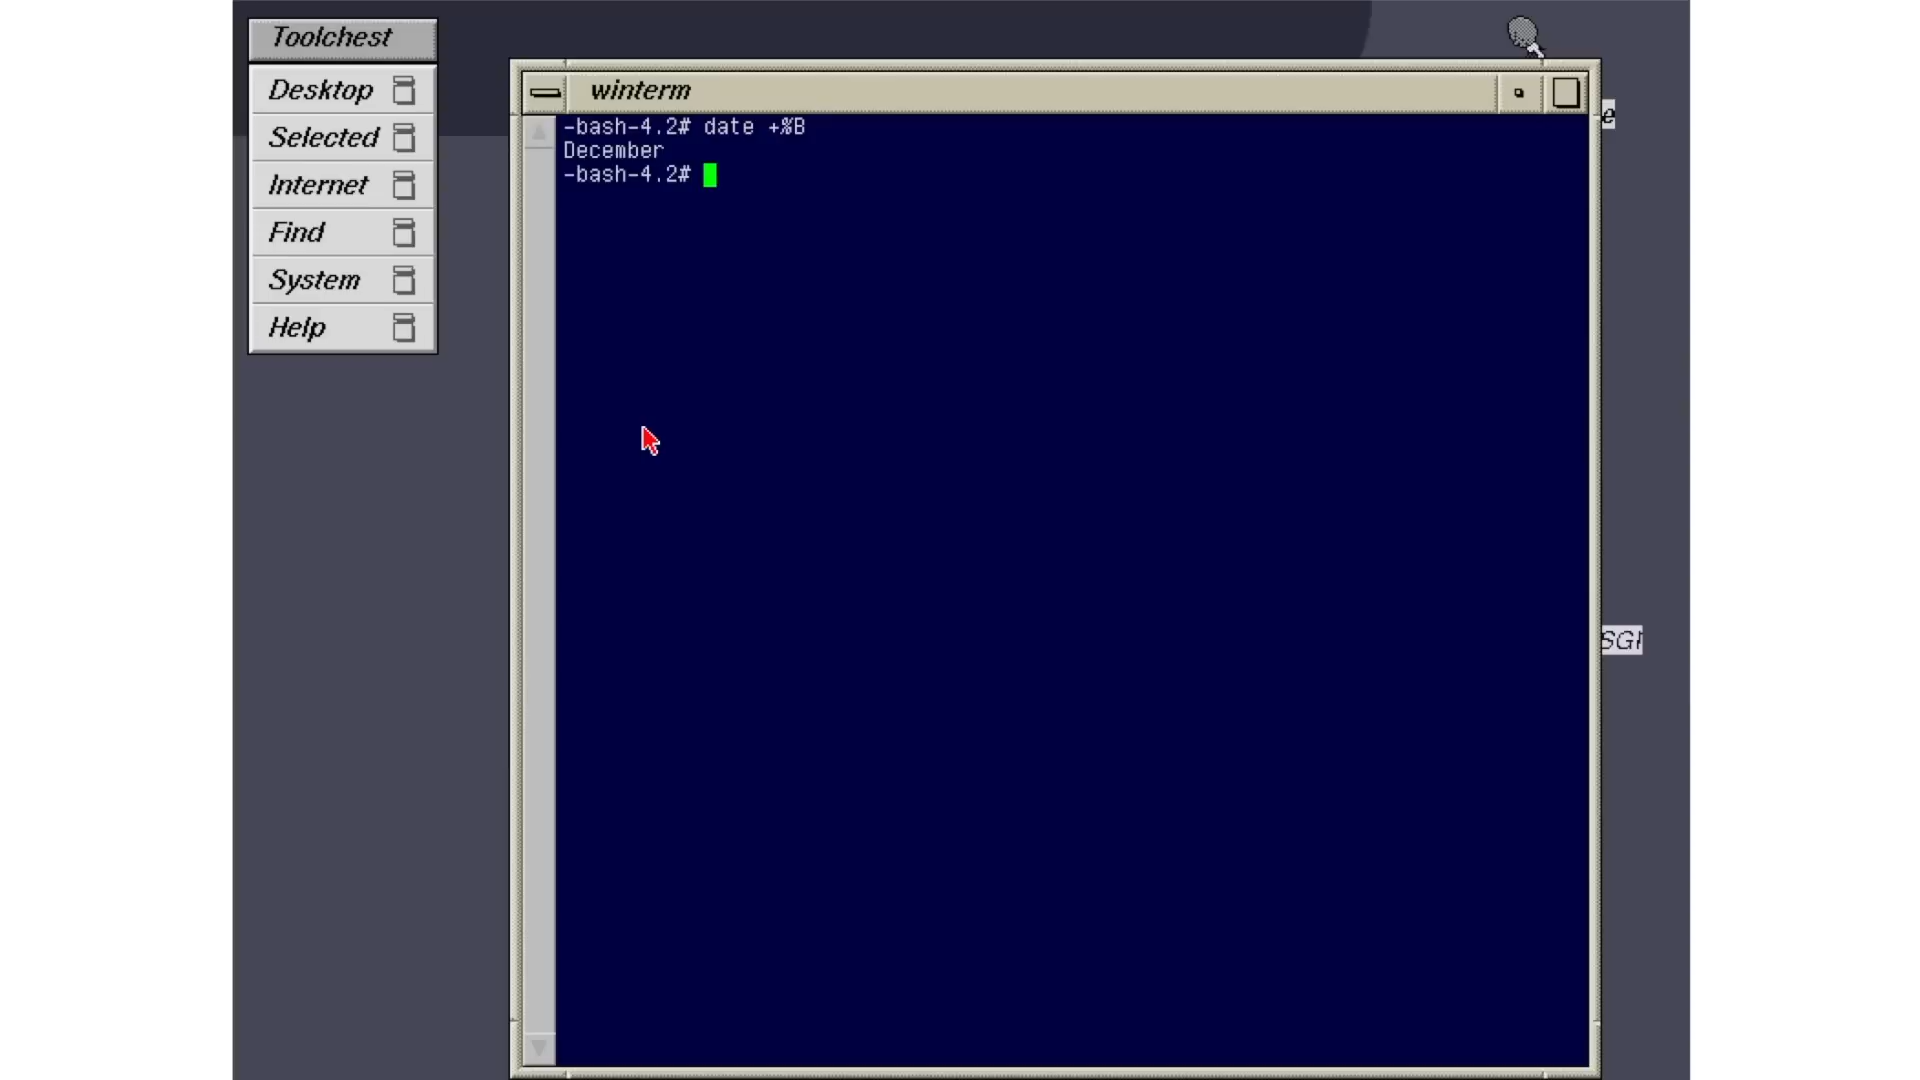 Toolchest
Desktop
Selected
Internet
Find
System
Help
winterm
-bash-4.2# date +%B
December
-bash-4.2#
e
SGI